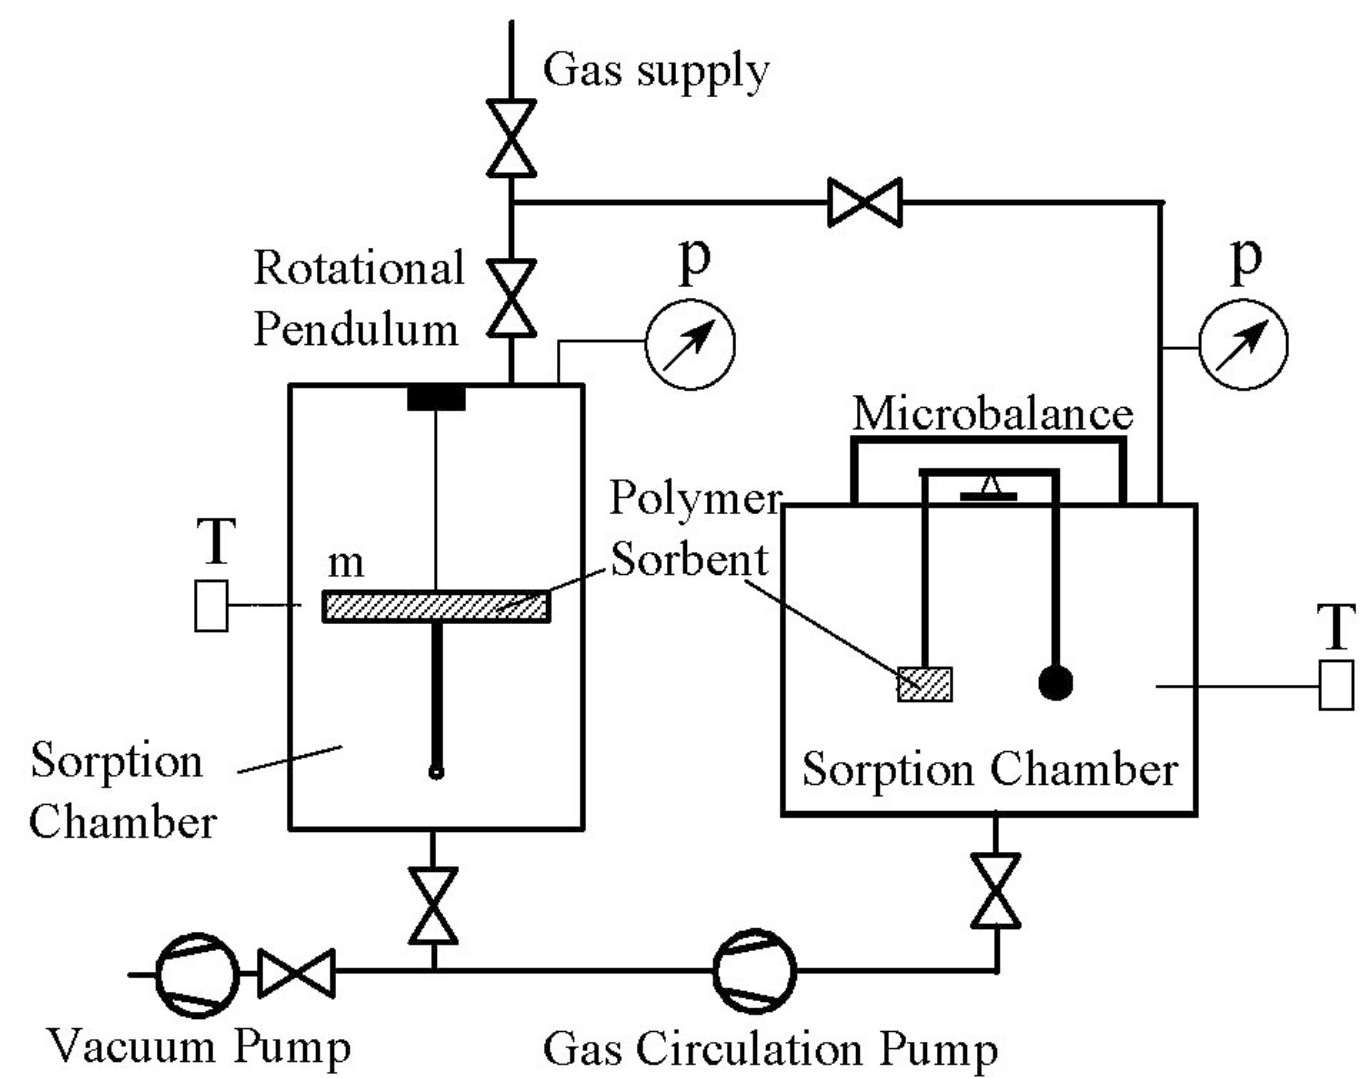 Gas supply
Rotational
Pendulum
p
p
Microbalance
Polymer
Sorbent
T
m
T
Sorption
Chamber
Sorption Chamber
Vacuum Pump
Gas Circulation Pump